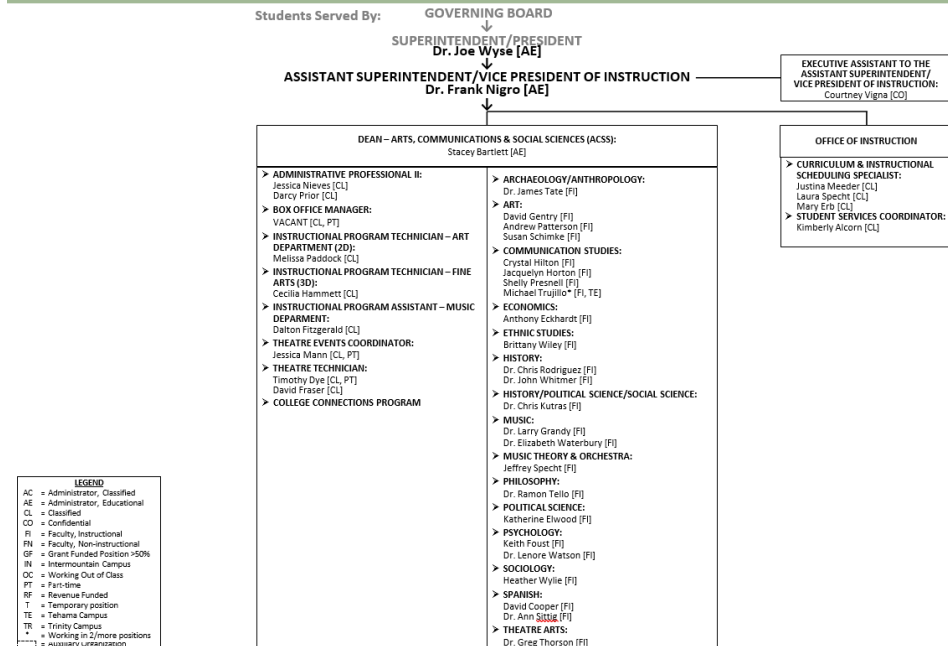 Students Served By:
GOVERNING BOARD
SUPERINTENDENT/PRESIDENT
Dr. Joe Wyse [AE]
ASSISTANT SUPERINTENDENT/VICE PRESIDENT OF INSTRUCTION
Dr. Frank Nigro [AE]
EXECUTIVE ASSISTANT TO THE
ASSISTANT SUPERINTENDENT/
VICE PRESIDENT OF INSTRUCTION:
Courtney Vigna [CO]
DEAN – ARTS, COMMUNICATIONS & SOCIAL SCIENCES (ACSS):
Stacey Bartlett [AE]
➢ ADMINISTRATIVE PROFESSIONAL II:
Jessica Nieves [CL]
Darcy Prior [CL]
➢ BOX OFFICE MANAGER:
VACANT [CL, PT]
➢ INSTRUCTIONAL PROGRAM TECHNICIAN – ART
DEPARTMENT (2D):
Melissa Paddock [CL]
➢ INSTRUCTIONAL PROGRAM TECHNICIAN – FINE
ARTS (3D):
Cecilia Hammett [CL]
➢ INSTRUCTIONAL PROGRAM ASSISTANT – MUSIC
DEPARMENT:
Dalton Fitzgerald [CL]
➢ THEATRE EVENTS COORDINATOR:
Jessica Mann [CL, PT]
➢ THEATRE TECHNICIAN:
Timothy Dye [CL, PT]
David Fraser [CL]
➢ COLLEGE CONNECTIONS PROGRAM
➢ ARCHAEOLOGY/ANTHROPOLOGY:
Dr. James Tate [FI]
➢ ART:
David Gentry [FI]
Andrew Patterson [FI]
Susan Schimke [FI]
➢ COMMUNICATION STUDIES:
Crystal Hilton [FI]
Jacquelyn Horton [FI]
Shelly Presnell [FI]
Michael Trujillo* [FI, TE]
➢ ECONOMICS:
Anthony Eckhardt [FI]
➢ ETHNIC STUDIES:
Brittany Wiley [FI]
➢ HISTORY:
Dr. Chris Rodriguez [FI]
Dr. John Whitmer [FI]
➢ HISTORY/POLITICAL SCIENCE/SOCIAL SCIENCE:
Dr. Chris Kutras [FI]
➢ MUSIC:
Dr. Larry Grandy [FI]
Dr. Elizabeth Waterbury [FI]
➢ MUSIC THEORY & ORCHESTRA:
Jeffrey Specht [FI]
➢ PHILOSOPHY:
Dr. Ramon Tello [FI]
➢ POLITICAL SCIENCE:
Katherine Elwood [FI]
➢ PSYCHOLOGY:
Keith Foust [FI]
Dr. Lenore Watson [FI]
➢ SOCIOLOGY:
Heather Wylie [FI]
➢ SPANISH:
David Cooper [FI]
Dr. Ann Sittig [FI]
➢ THEATRE ARTS:
Dr. Greg Thorson [FI]
OFFICE OF INSTRUCTION
➢ CURRICULUM & INSTRUCTIONAL
SCHEDULING SPECIALIST:
Justina Meeder [CL]
Laura Specht [CL]
Mary Erb [CL]
➢ STUDENT SERVICES COORDINATOR:
Kimberly Alcorn [CL]
LEGEND
AC = Administrator, Classified
AE = Administrator, Educational
CL = Classified
CO = Confidential
FI = Faculty, Instructional
FN = Faculty, Non-instructional
GF = Grant Funded Position >50%
IN = Intermountain Campus
OC = Working Out of Class
PT = Part-time
RF = Revenue Funded
T = Temporary position
TE = Tehama Campus
TR = Trinity Campus
* = Working in 2/more positions
= Auxiliary Organization